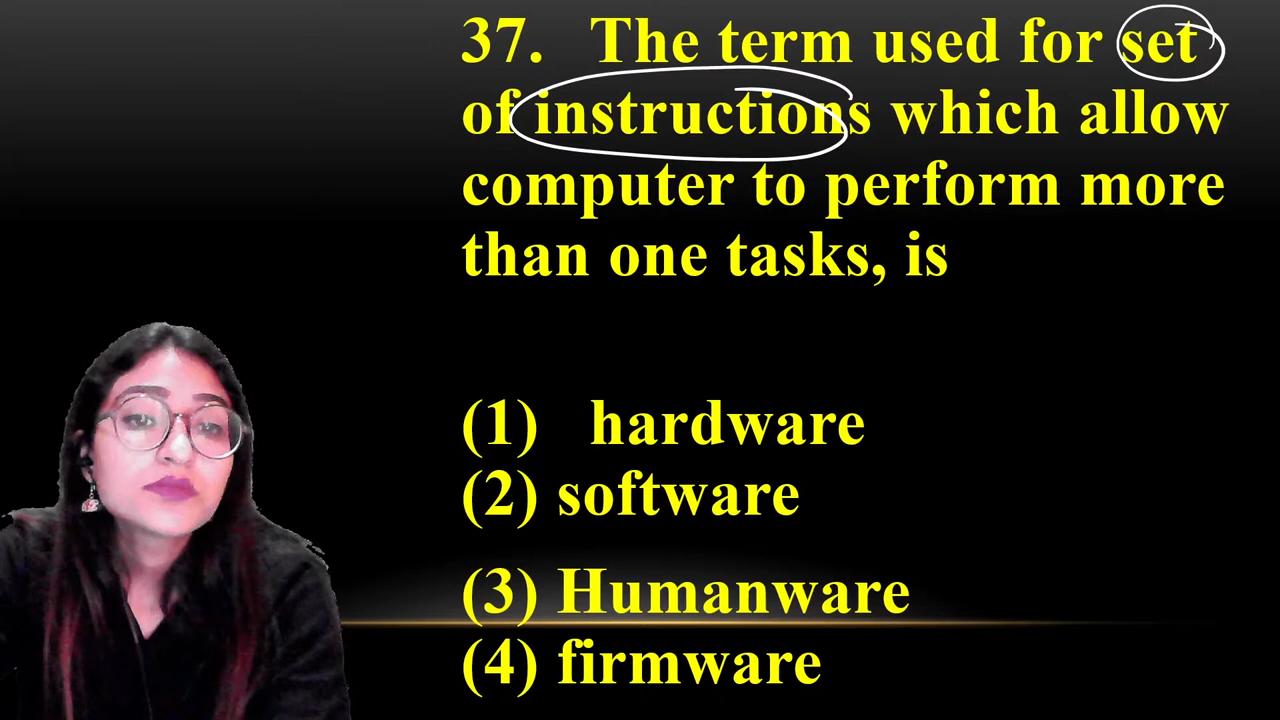 37. The term used for set
of instructions which allow
computer to perform more
than one tasks, is
(1) hardware
(2) software
(3) Humanware
(4) firmware